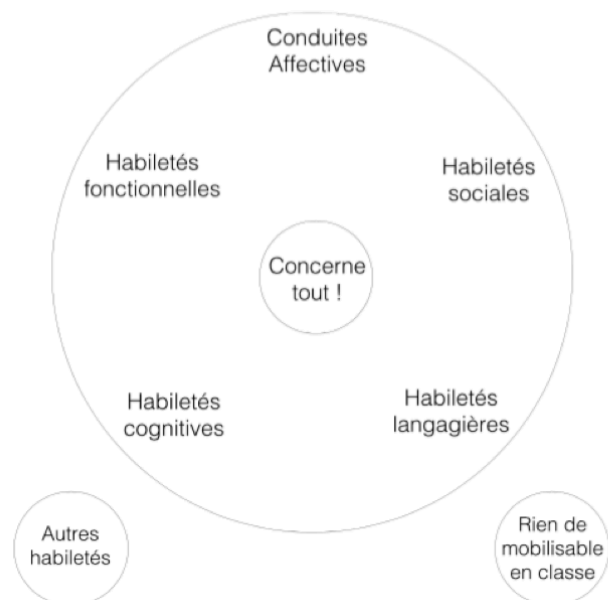 Conduites
Affectives
Habiletés
fonctionnelles
Habiletés
sociales
Concerne
tout !
Habiletés
cognitives
Habiletés
langagières
Autres
habiletés
Rien de
mobilisable
en classe